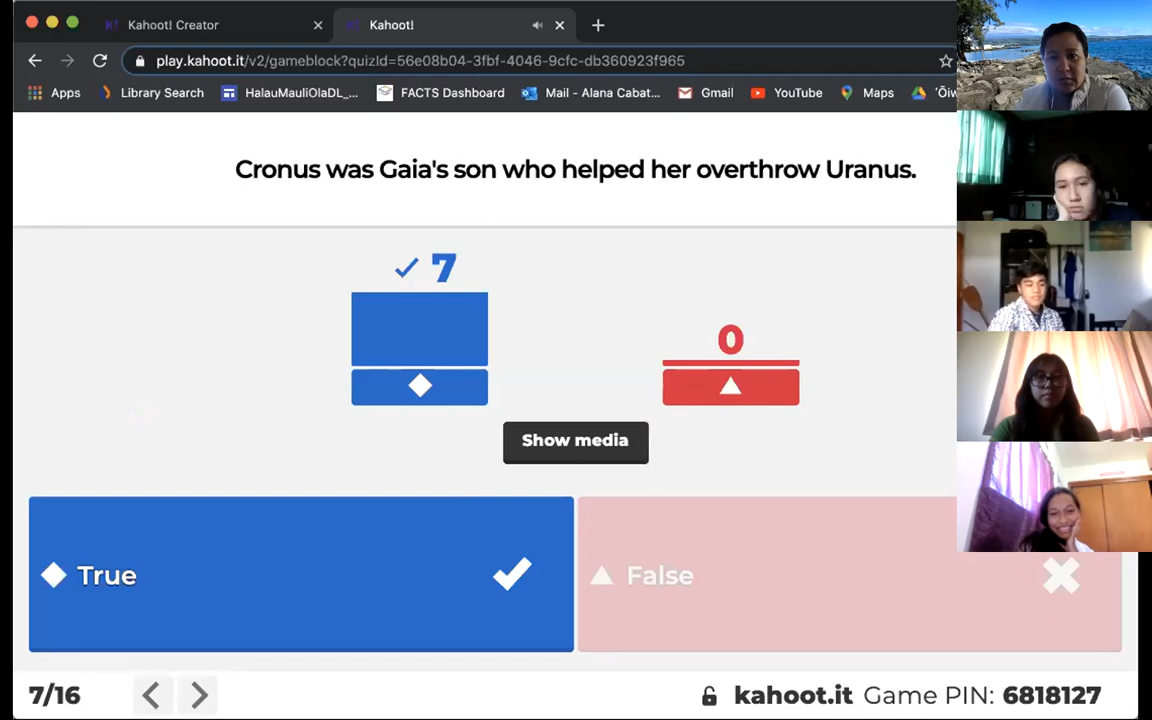 Kahoot! Creator
Kahoot!
play.kahoot.it/v2/gameblock?quizId=56e08b04-3fbf-4046-9cfc-db360923f965
Apps Library Search HalauMauliOlaDL_... FACTS Dashboard Mail - Alana Cabat... Gmail YouTube Maps ʻŌiw
Cronus was Gaia's son who helped her overthrow Uranus.
7
0
Show media
True
False
7/16
kahoot.it Game PIN: 6818127